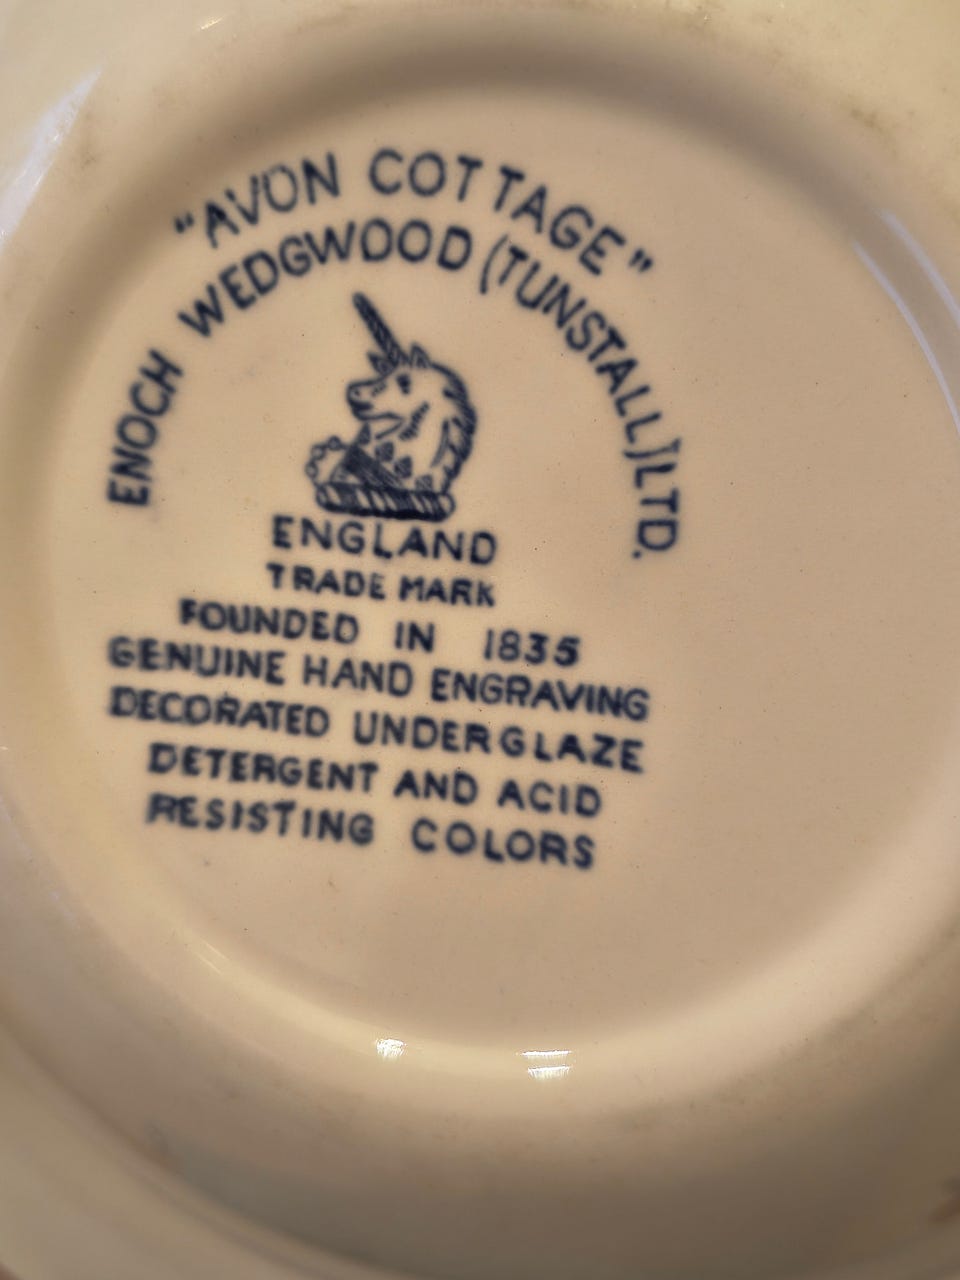 "AVON COTTAGE"
ENOCH WEDGWOOD (TUNSTALL) LTD.
ENGLAND
TRADE MARK
FOUNDED IN 1835
GENUINE HAND ENGRAVING
DECORATED UNDERGLAZE
DETERGENT AND ACID
RESISTING COLORS